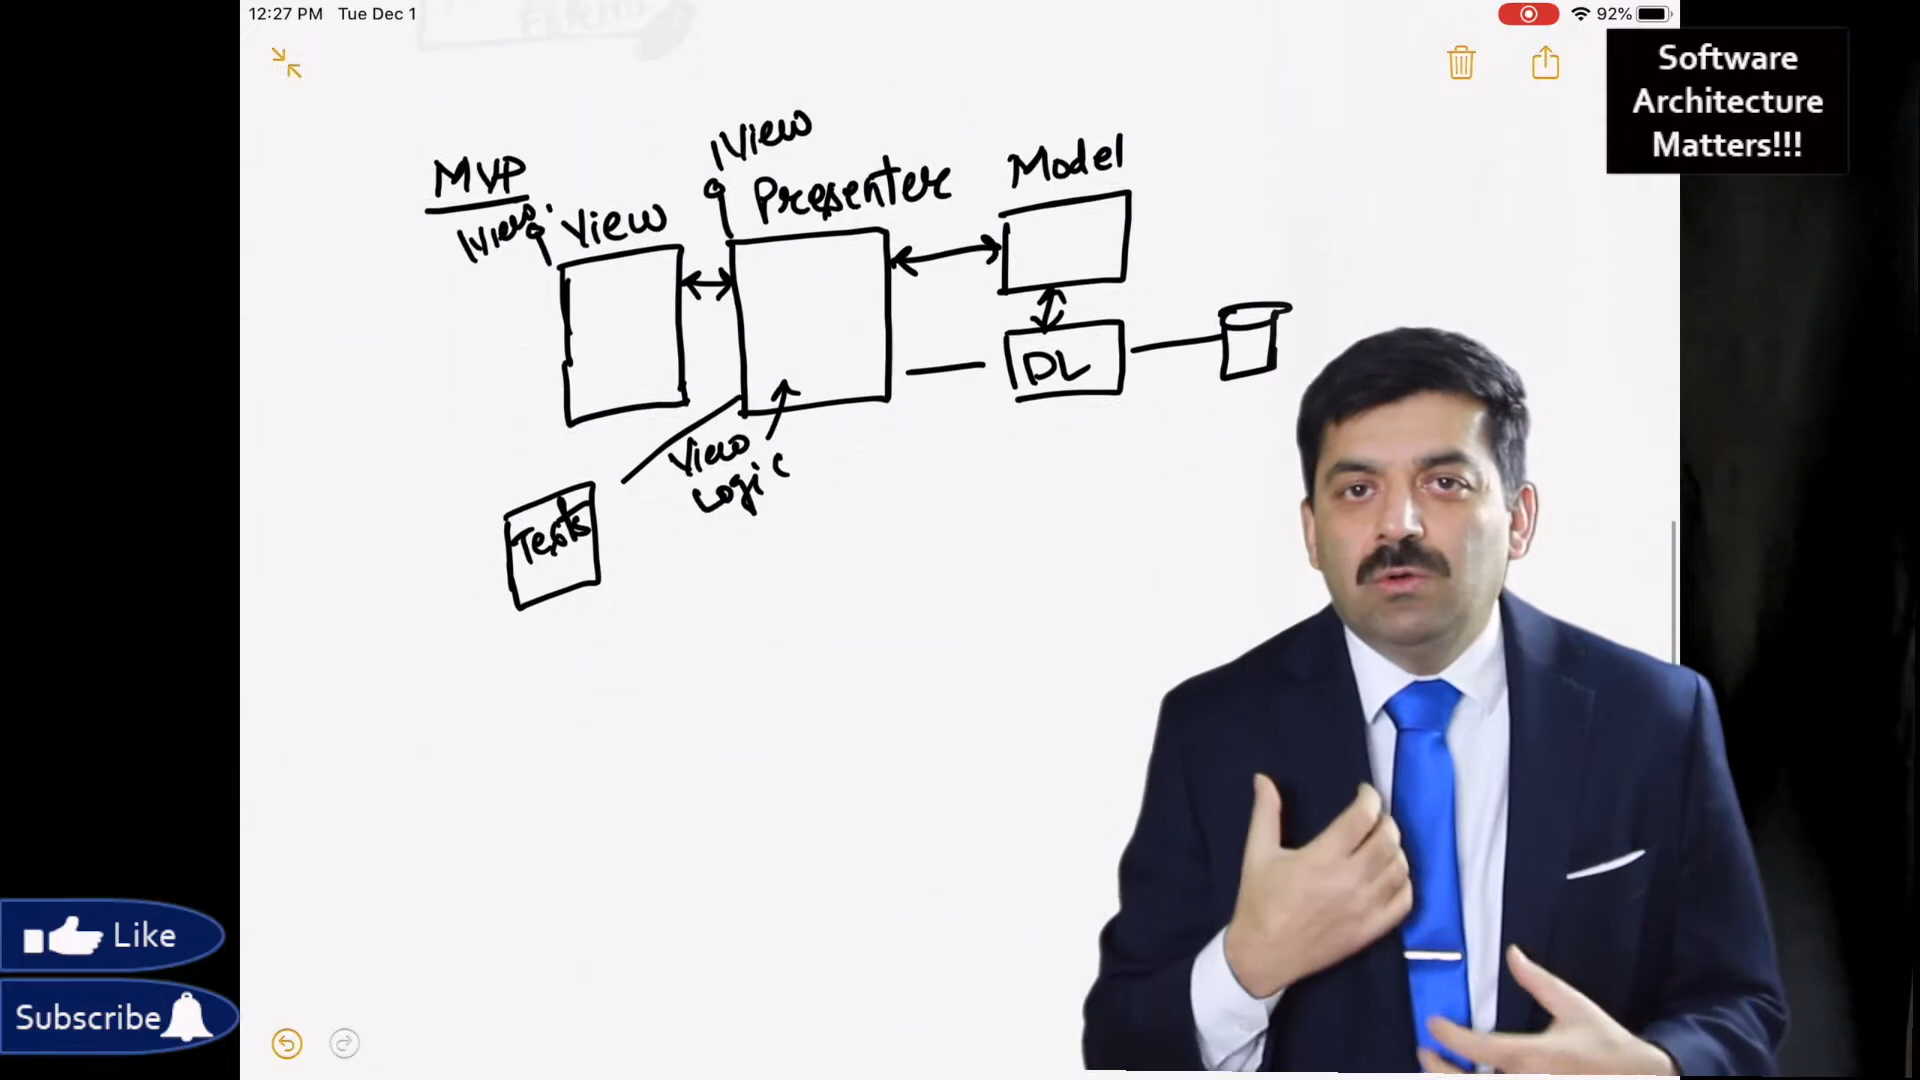 12:27 PM Tue Dec 1
92%
Software
Architecture
Matters!!!
IView
MVP
Presenter
Model
IView
View
DL
View
Logic
Tests
Like
Subscribe